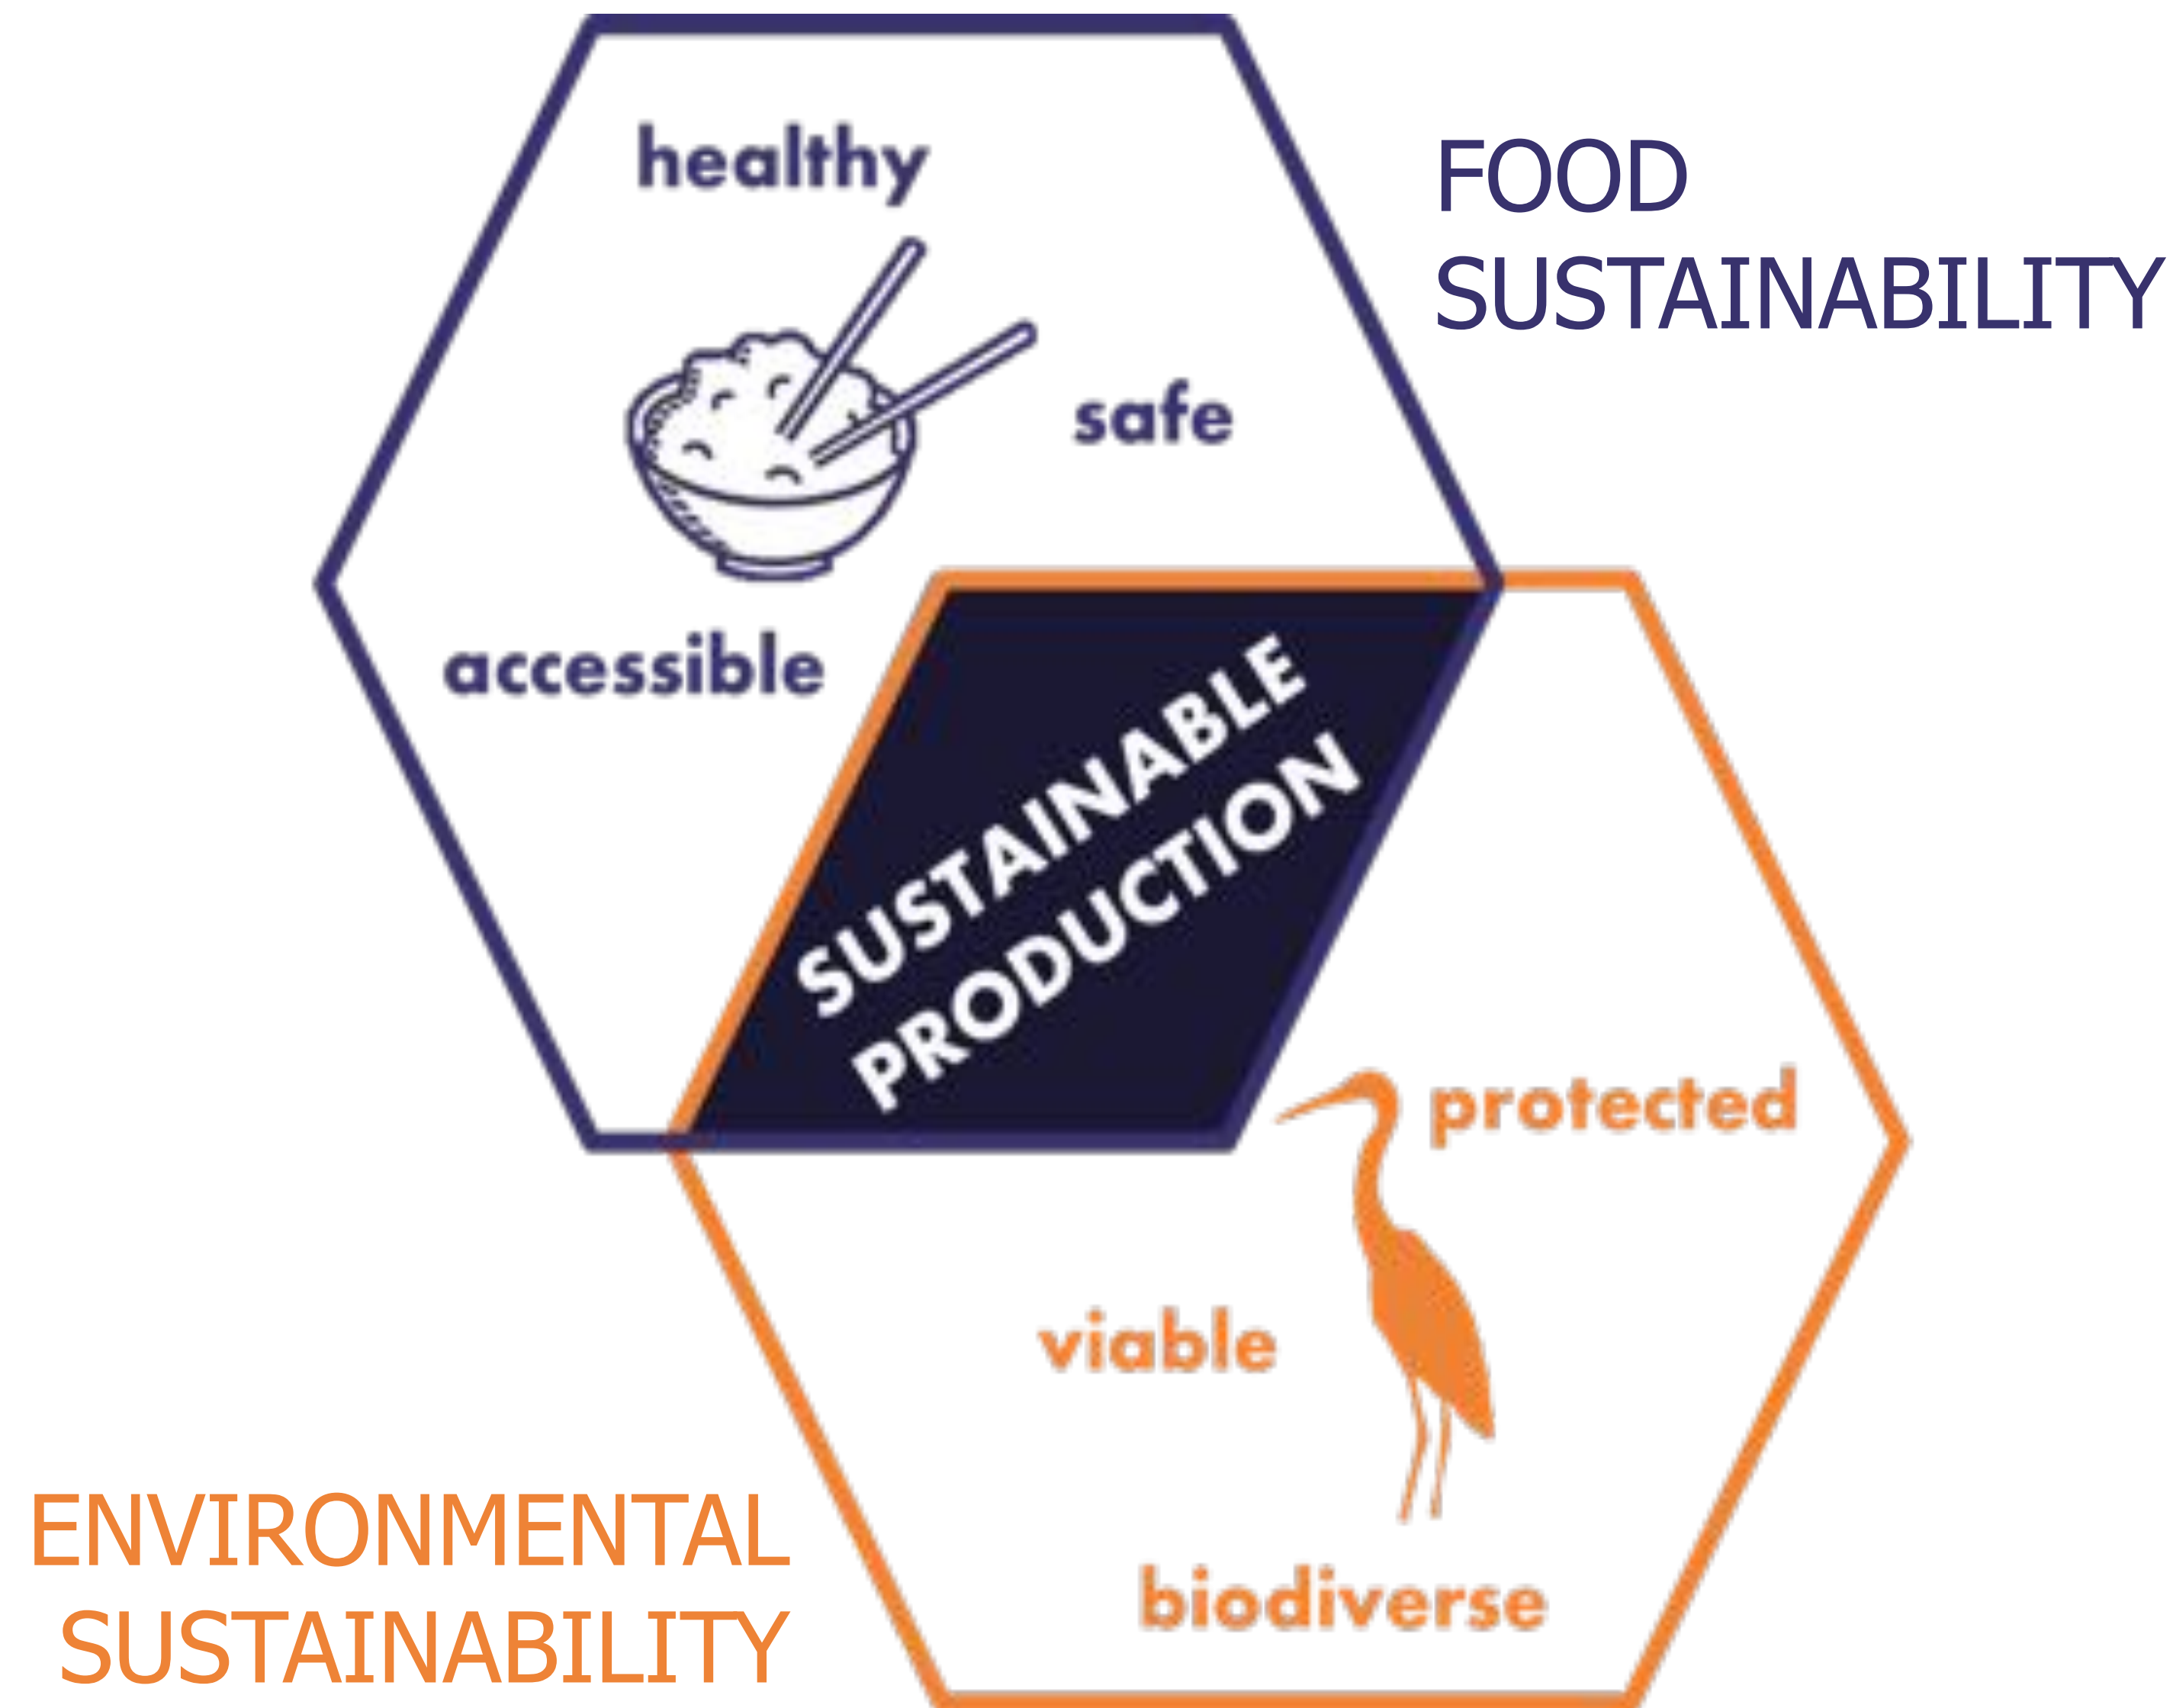 healthy
FOOD
SUSTAINABILITY
safe
accessible
SUSTAINABLE
PRODUCTION
protected
viable
biodiverse
ENVIRONMENTAL
SUSTAINABILITY